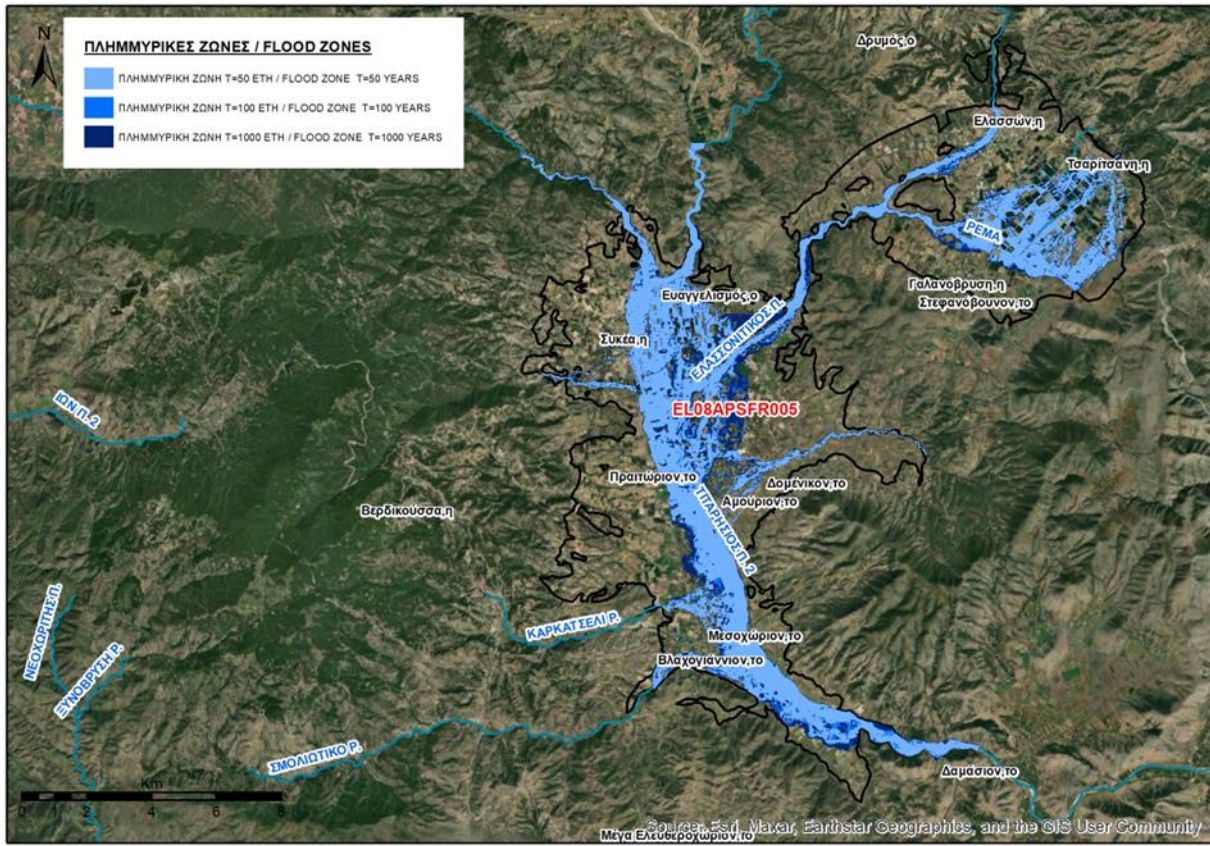 N
ΠΛΗΜΜΥΡΙΚΕΣ ΖΩΝΕΣ / FLOOD ZONES
ΠΛΗΜΜΥΡΙΚΗ ΖΩΝΗ T=50 ΕΤΗ / FLOOD ZONE T=50 YEARS
ΠΛΗΜΜΥΡΙΚΗ ΖΩΝΗ T=100 ΕΤΗ / FLOOD ZONE T=100 YEARS
ΠΛΗΜΜΥΡΙΚΗ ΖΩΝΗ T=1000 ΕΤΗ / FLOOD ZONE T=1000 YEARS
Δρυμός,ο
Ελασσών,η
Τσαρίτσανη,η
ΡΕΜΑ
Γαλανόβρυση,η
Στεφανόβουνον,το
Ευαγγελισμός,ο
Συκέα,η
ΕΛΑΣΣΟΝΙΤΙΚΟΣ Π.
EL08APSFR005
ΙΩΝ Π. 2
Πραιτώριον,το
Δομένικον,το
Αμούριον,το
Βερδικούσσα,η
ΤΙΤΑΡΗΣΙΟΣ Π. 2
ΝΕΟΧΩΡΙΤΗΣ Π.
ΚΑΡΚΑΤΣΕΛΙ Ρ.
Μεσοχώριον,το
Βλαχογιάννιον,το
ΞΥΝΟΒΡΥΣΗ Ρ.
ΣΜΟΛΙΩΤΙΚΟ Ρ.
Δαμάσιον,το
Km
0 1 2 4 6 8
Μέγα Ελευθεροχώριον,το
Source: Esri, Maxar, Earthstar Geographics, and the GIS User Community